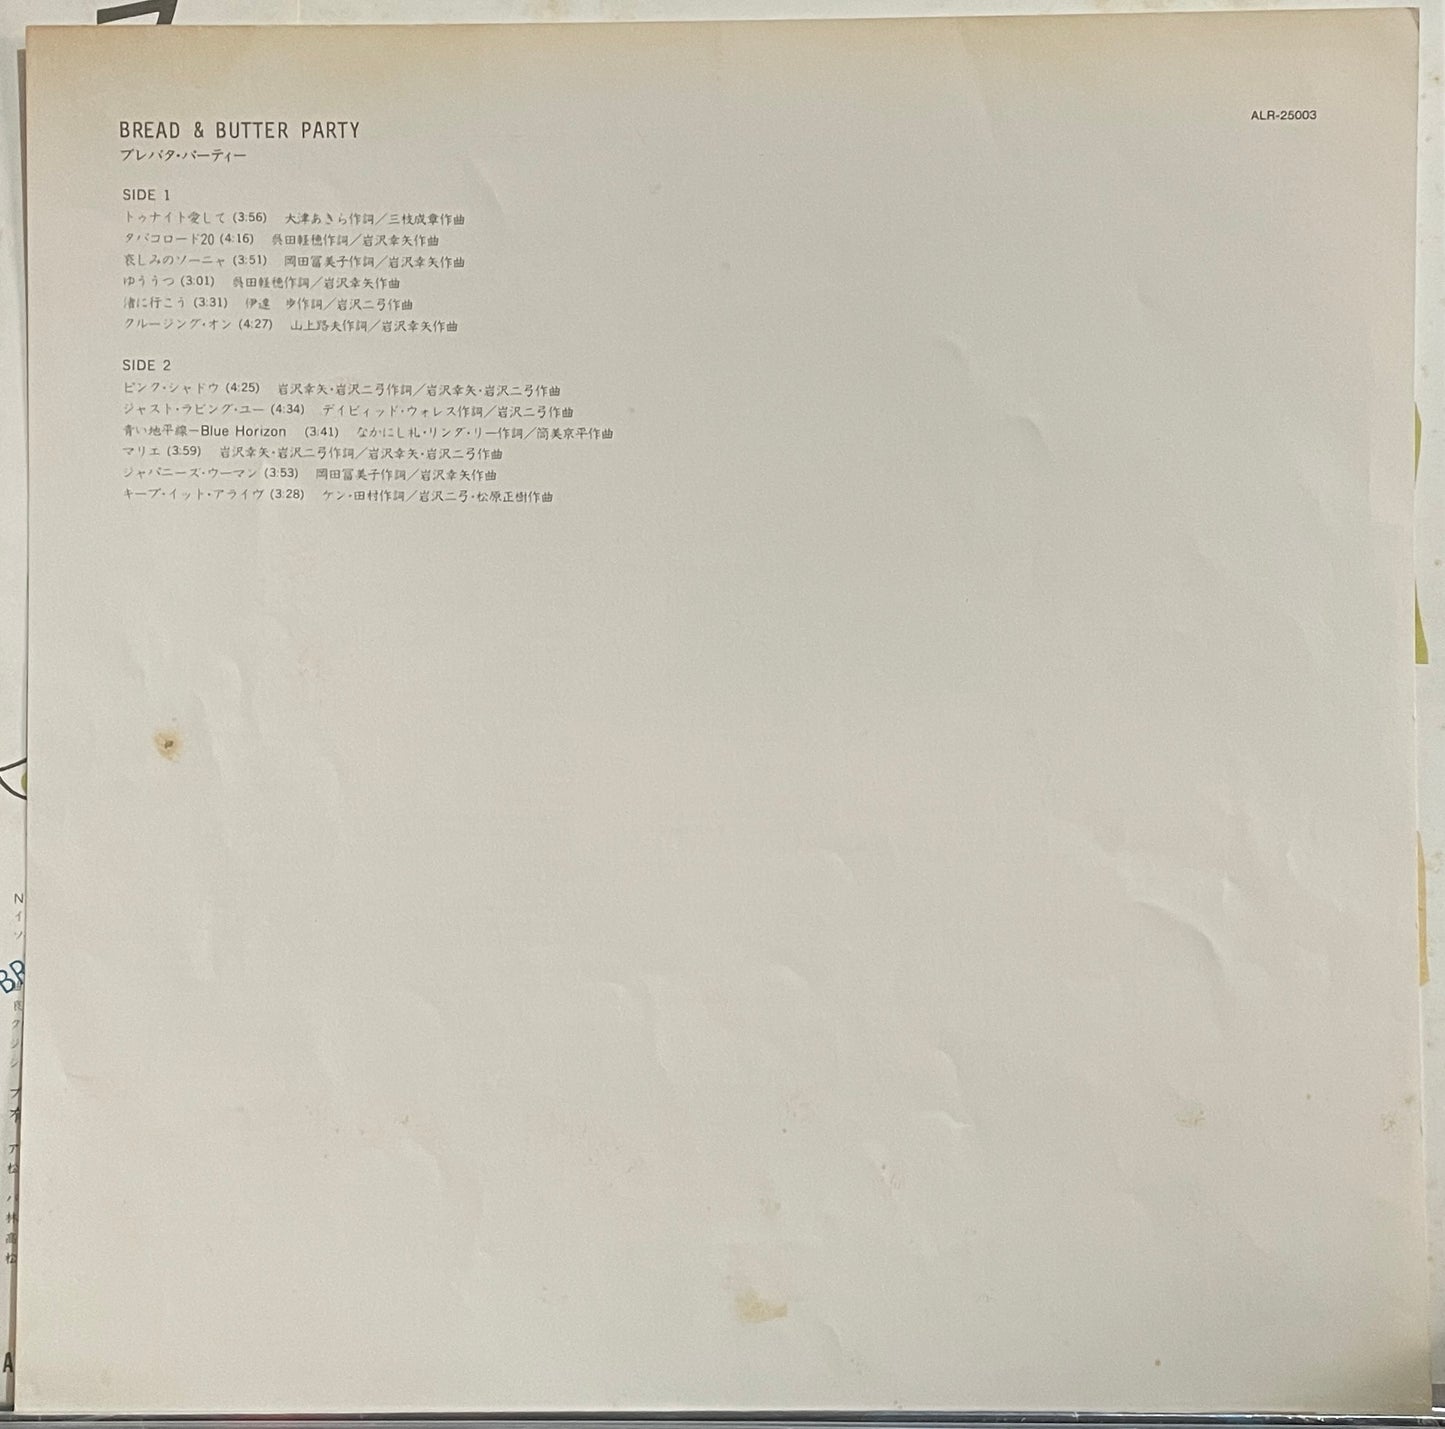 BREAD & BUTTER PARTY
ブレバタ・パーティー
ALR-25003
SIDE 1
トゥナイト愛して (3:56) 大津あきら作詞／三枝成章作曲
タバコロード20 (4:16) 呉田軽穂作詞／岩沢幸矢作曲
哀しみのソーニャ (3:51) 岡田冨美子作詞／岩沢幸矢作曲
ゆううつ (3:01) 呉田軽穂作詞／岩沢幸矢作曲
渚に行こう (3:31) 伊達 歩作詞／岩沢二弓作曲
クルージング・オン (4:27) 山上路夫作詞／岩沢幸矢作曲
SIDE 2
ピンク・シャドウ (4:25) 岩沢幸矢・岩沢二弓作詞／岩沢幸矢・岩沢二弓作曲
ジャスト・ラビング・ユー (4:34) デイビィッド・ウォレス作詞／岩沢二弓作曲
青い地平線－Blue Horizon (3:41) なかにし礼・リンダ・リー作詞／筒美京平作曲
マリエ (3:59) 岩沢幸矢・岩沢二弓作詞／岩沢幸矢・岩沢二弓作曲
ジャパニーズ・ウーマン (3:53) 岡田冨美子作詞／岩沢幸矢作曲
キープ・イット・アライヴ (3:28) ケン・田村作詞／岩沢二弓・松原正樹作曲
BR
松
林
高
松
A